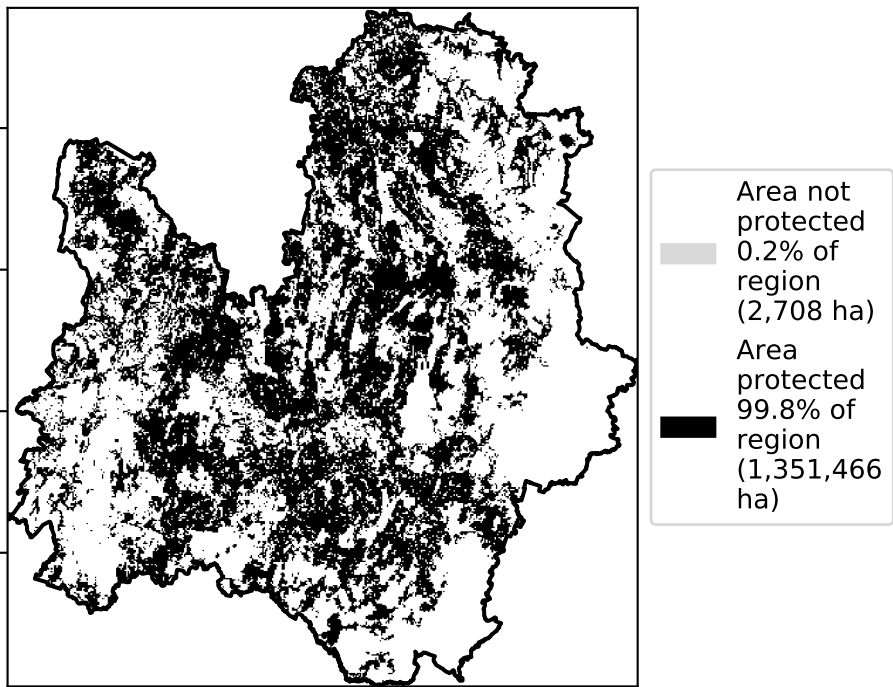 Area not
protected
0.2% of
region
(2,708 ha)
Area
protected
99.8% of
region
(1,351,466
ha)